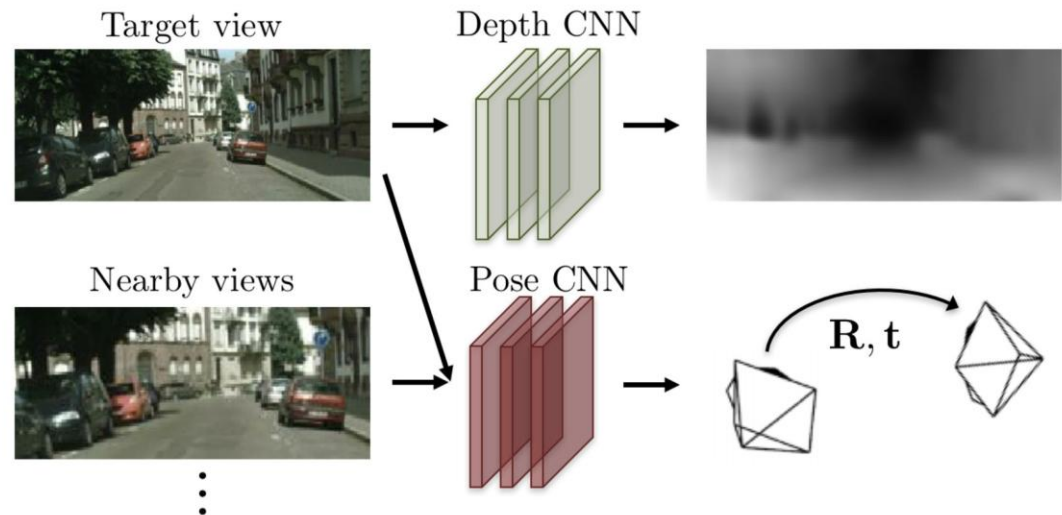 Target view
Depth CNN
Nearby views
Pose CNN
R, t